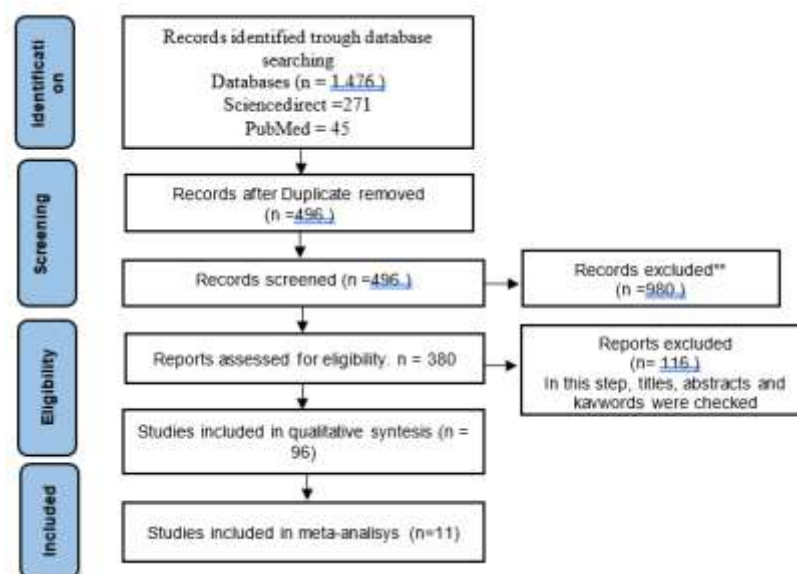 Identificati
on
Records identified trough database
searching
Databases (n = 1.476.)
Sciencedirect =271
PubMed = 45
Screening
Records after Duplicate removed
(n =496.)
Records screened (n =496.)
Records excluded**
(n =980.)
Eligibility
Reports assessed for eligibility. n = 380
Reports excluded
(n= 116.)
In this step, titles, abstracts and
kaywords were checked
Studies included in qualitative syntesis (n =
96)
Included
Studies included in meta-analisys (n=11)